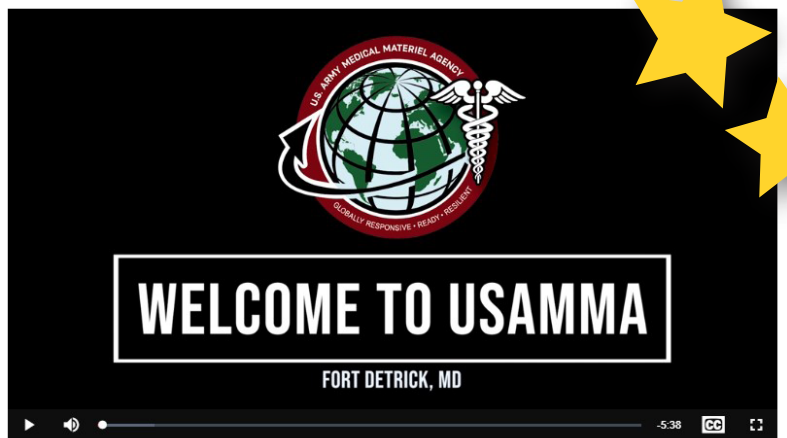 U.S. ARMY MEDICAL MATERIEL AGENCY
GLOBALLY RESPONSIVE • READY • RESILIENT
WELCOME TO USAMMA
FORT DETRICK, MD
-5:38 CC